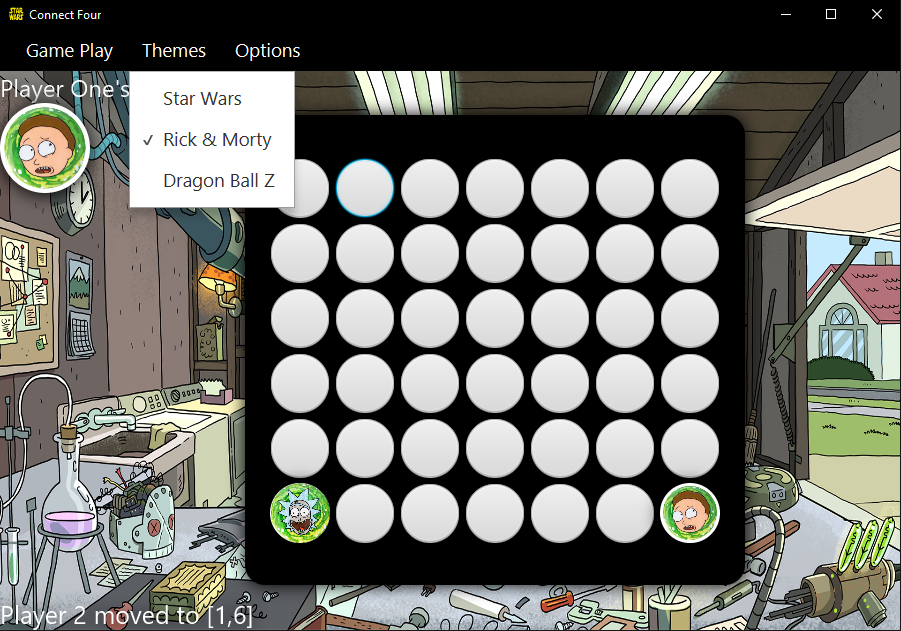 STAR
WARS
Connect Four
Game Play Themes Options
Player One's
Star Wars
✓ Rick & Morty
Dragon Ball Z
Player 2 moved to [1,6]